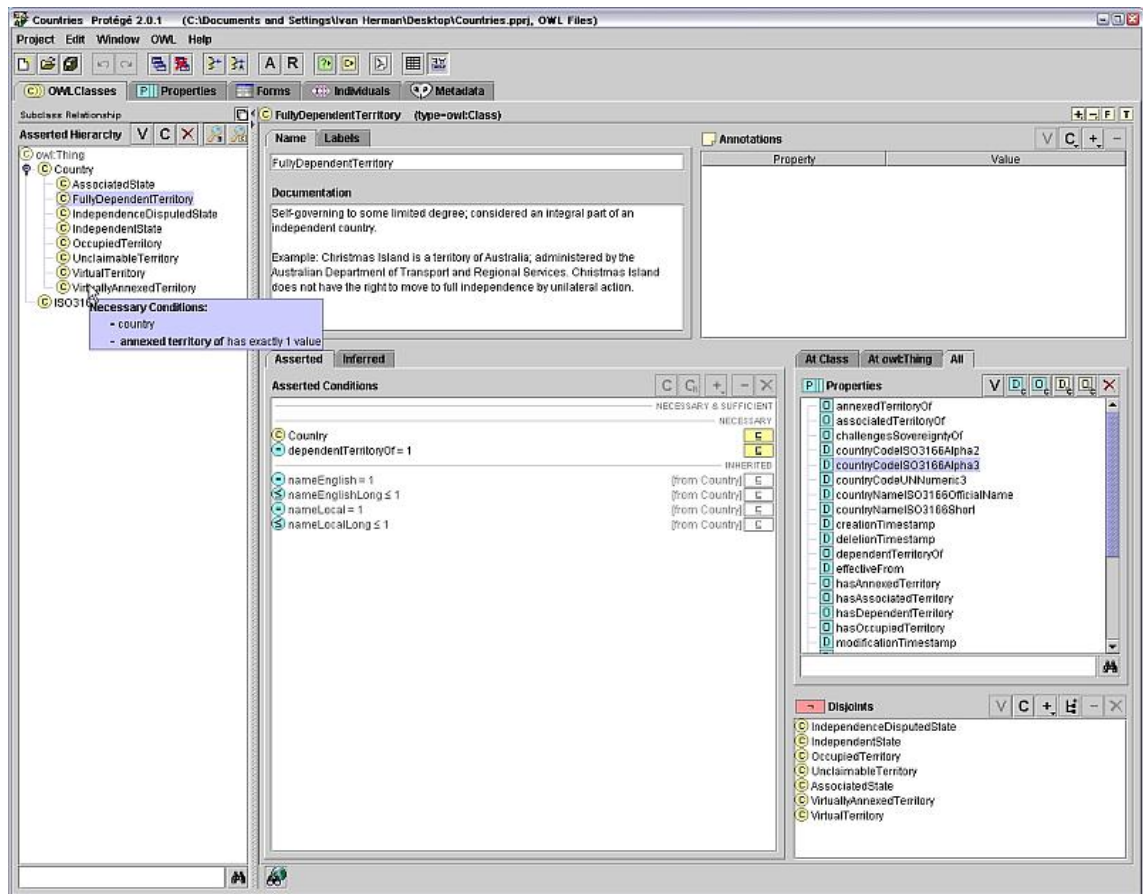 Countries Protégé 2.0.1 (C:\Documents and Settings\Ivan Herman\Desktop\Countries.pprj, OWL Files)
Project Edit Window OWL Help
OWLClasses Properties Forms Individuals Metadata
Subclass Relationship
Asserted Hierarchy V C
owl:Thing
Country
AssociatedState
FullyDependentTerritory
IndependenceDisputedState
IndependentState
OccupiedTerritory
UnclaimableTerritory
VirtualTerritory
VirtuallyAnnexedTerritory
ISO316
Necessary Conditions:
- country
- annexed territory of has exactly 1 value
FullyDependentTerritory (type=owl:Class)
Name Labels
FullyDependentTerritory
Documentation
Self-governing to some limited degree; considered an integral part of an
independent country.
Example: Christmas Island is a territory of Australia; administered by the
Australian Department of Transport and Regional Services. Christmas Island
does not have the right to move to full independence by unilateral action.
Annotations
Property Value
Asserted Inferred
Asserted Conditions
NECESSARY & SUFFICIENT
NECESSARY
Country
dependentTerritoryOf = 1
INHERITED
nameEnglish = 1 [from Country]
nameEnglishLong ≤ 1 [from Country]
nameLocal = 1 [from Country]
nameLocalLong ≤ 1 [from Country]
At Class At owl:Thing All
Properties
O annexedTerritoryOf
O associatedTerritoryOf
O challengesSovereigntyOf
D countryCodeISO3166Alpha2
D countryCodeISO3166Alpha3
D countryCodeUNNumeric3
D countryNameISO3166OfficialName
D countryNameISO3166Short
D creationTimestamp
D deletionTimestamp
O dependentTerritoryOf
D effectiveFrom
O hasAnnexedTerritory
O hasAssociatedTerritory
O hasDependentTerritory
O hasOccupiedTerritory
D modificationTimestamp
Disjoints
IndependenceDisputedState
IndependentState
OccupiedTerritory
UnclaimableTerritory
AssociatedState
VirtuallyAnnexedTerritory
VirtualTerritory